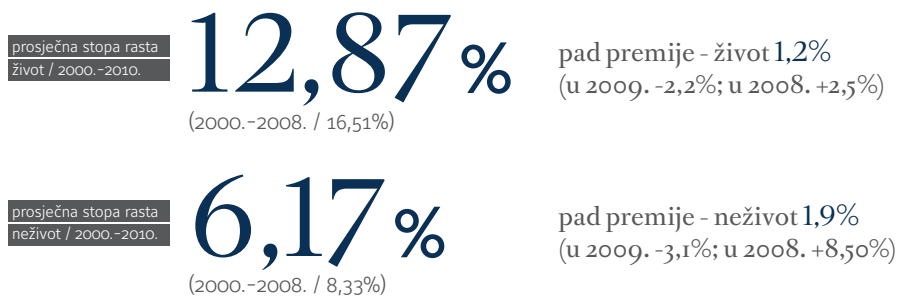 prosječna stopa rasta
život / 2000.-2010.
12,87 %
(2000.-2008. / 16,51%)
pad premije - život 1,2%
(u 2009. -2,2%; u 2008. +2,5%)
prosječna stopa rasta
neživot / 2000.-2010.
6,17 %
(2000.-2008. / 8,33%)
pad premije - neživot 1,9%
(u 2009. -3,1%; u 2008. +8,50%)